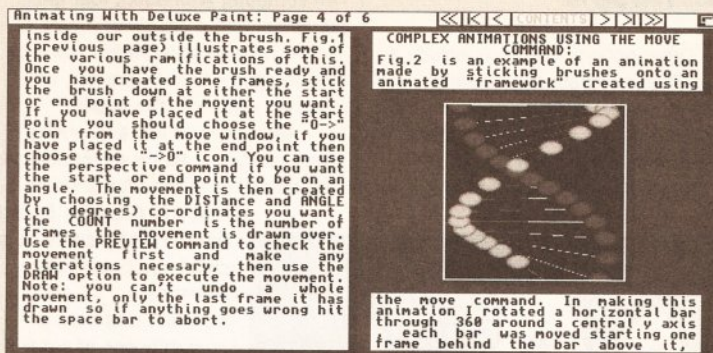 Animating With Deluxe Paint: Page 4 of 6
CONTENTS
inside our outside the brush. Fig.1
(previous page) illustrates some of
the various ramifications of this.
Once you have the brush ready and
you have created some frames, stick
the brush down at either the start
or end point of the movent you want.
If you have placed it at the start
point you should choose the "O->"
icon from the move window, if you
have placed it at the end point then
choose the "->O" icon. You can use
the perspective command if you want
the start or end point to be on an
angle. The movement is then created
by choosing the DISTance and ANGLE
(in degrees) co-ordinates you want,
the COUNT number is the number of
frames the movement is drawn over.
Use the PREVIEW command to check the
movement first and make any
alterations necesary, then use the
DRAW option to execute the movement.
Note: you can't undo a whole
movement, only the last frame it has
drawn so if anything goes wrong hit
the space bar to abort.
COMPLEX ANIMATIONS USING THE MOVE
COMMAND:
Fig.2 is an example of an animation
made by sticking brushes onto an
animated "framework" created using
the move command. In making this
animation I rotated a horizontal bar
through 360 around a central y axis
, each bar was moved starting one
frame behind the bar above it,